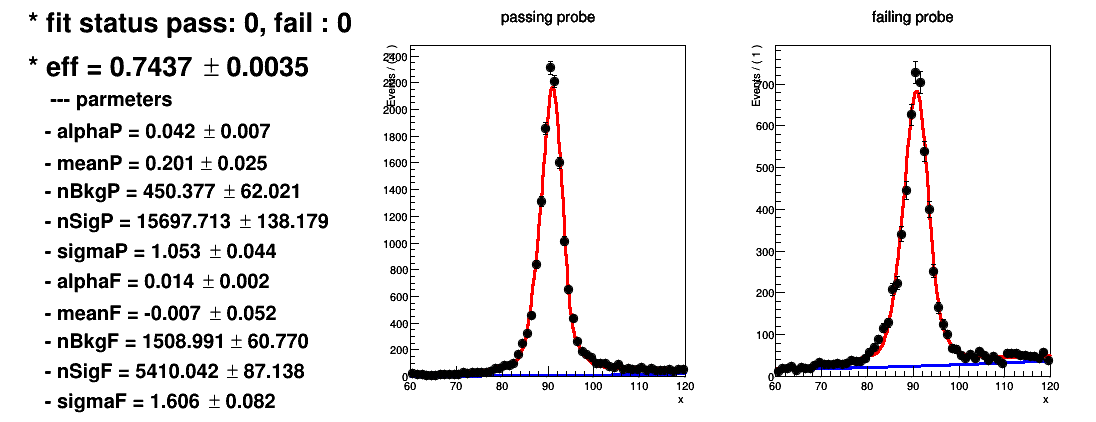 * fit status pass: 0, fail : 0
* eff = 0.7437 ± 0.0035
--- parmeters
- alphaP = 0.042 ± 0.007
- meanP = 0.201 ± 0.025
- nBkgP = 450.377 ± 62.021
- nSigP = 15697.713 ± 138.179
- sigmaP = 1.053 ± 0.044
- alphaF = 0.014 ± 0.002
- meanF = -0.007 ± 0.052
- nBkgF = 1508.991 ± 60.770
- nSigF = 5410.042 ± 87.138
- sigmaF = 1.606 ± 0.082
passing probe
Events / ( 1 )
2400
2200
2000
1800
1600
1400
1200
1000
800
600
400
200
0
60 70 80 90 100 110 120
x
failing probe
Events / ( 1 )
700
600
500
400
300
200
100
0
60 70 80 90 100 110 120
x